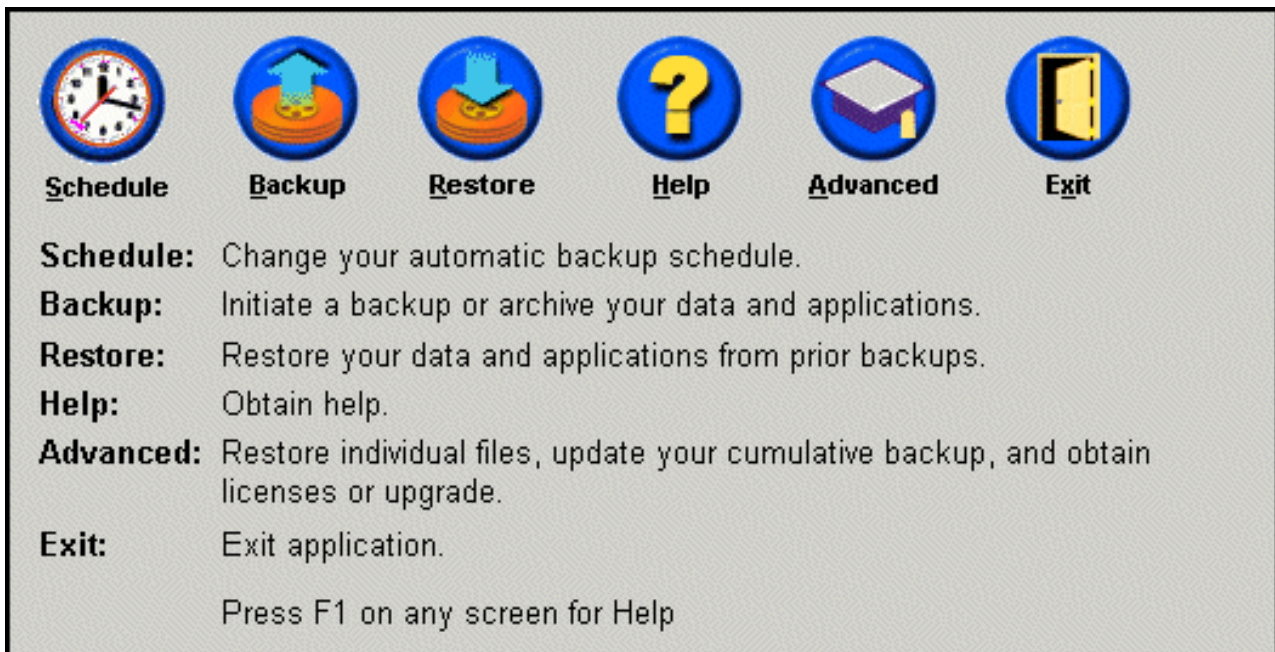 Schedule Backup Restore Help Advanced Exit
Schedule: Change your automatic backup schedule.
Backup: Initiate a backup or archive your data and applications.
Restore: Restore your data and applications from prior backups.
Help: Obtain help.
Advanced: Restore individual files, update your cumulative backup, and obtain
licenses or upgrade.
Exit: Exit application.
Press F1 on any screen for Help